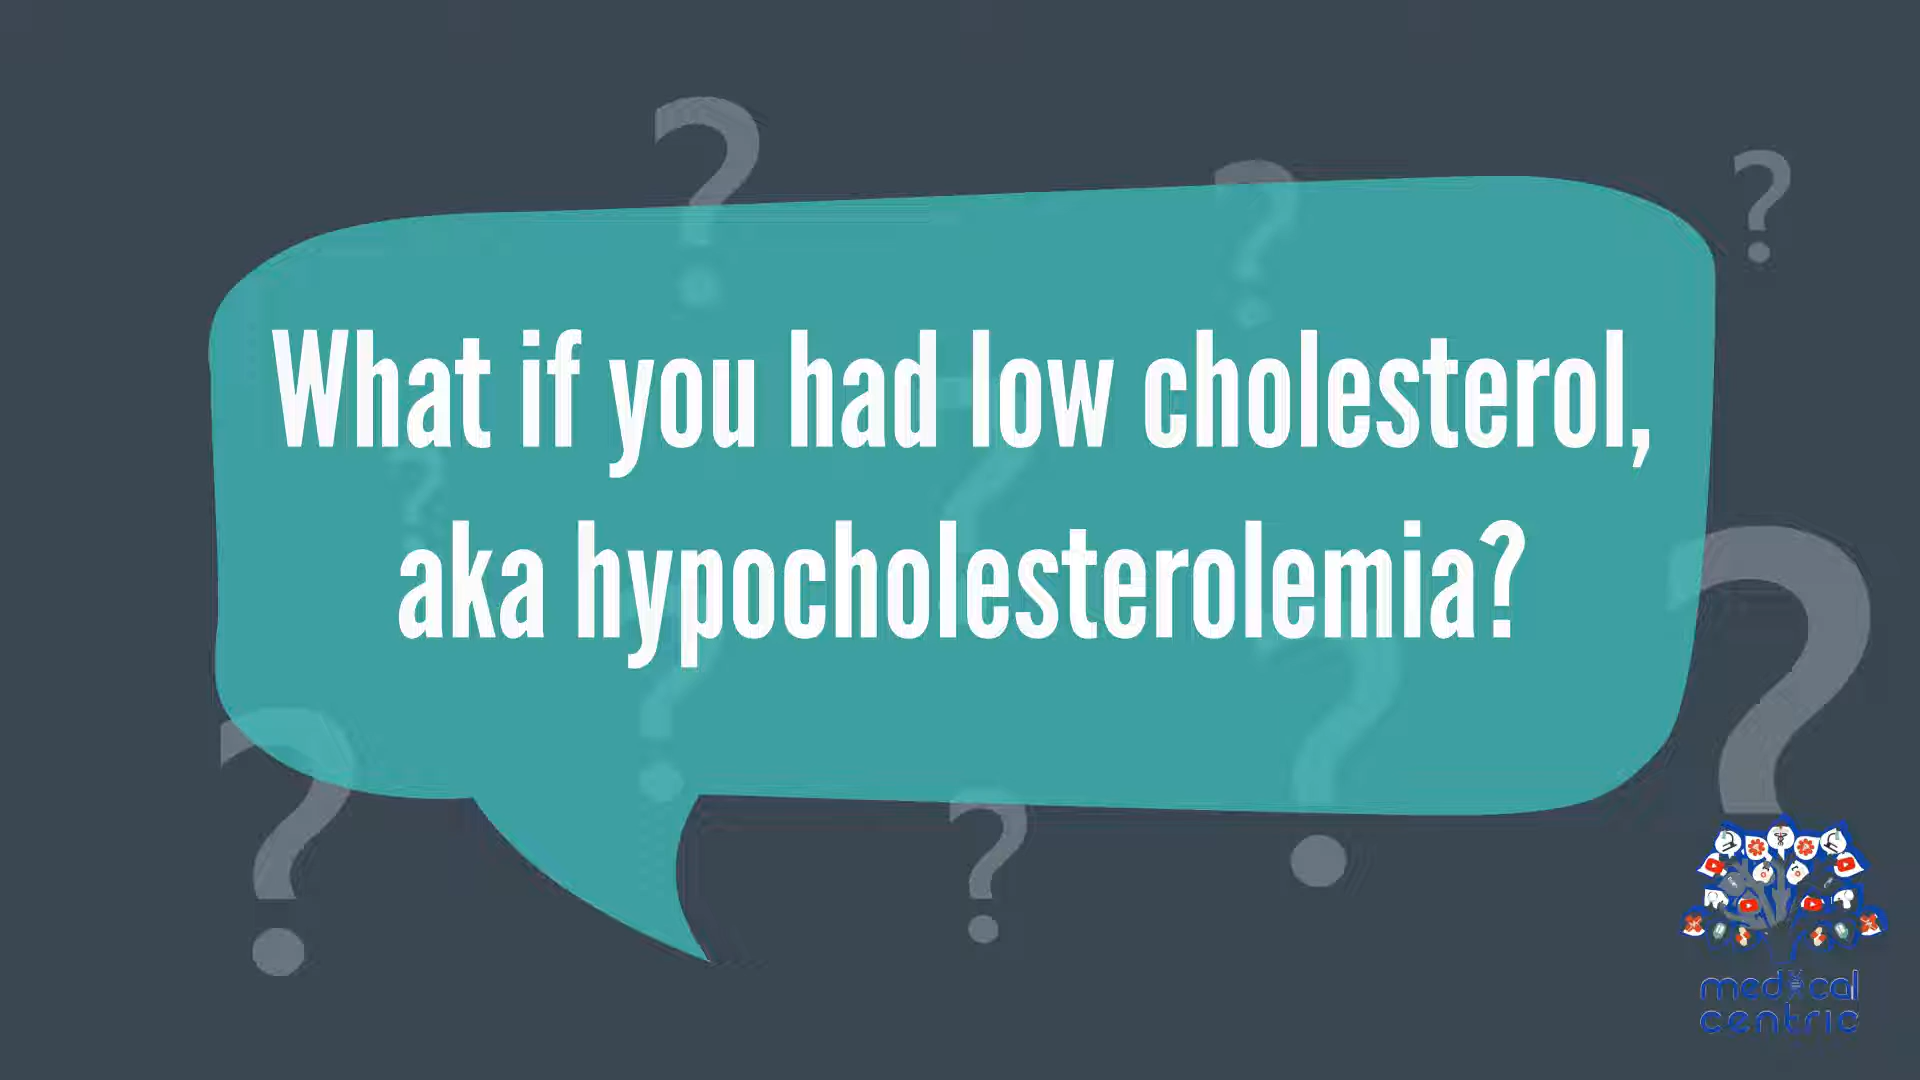 What if you had low cholesterol,
aka hypocholesterolemia?
medical
centric